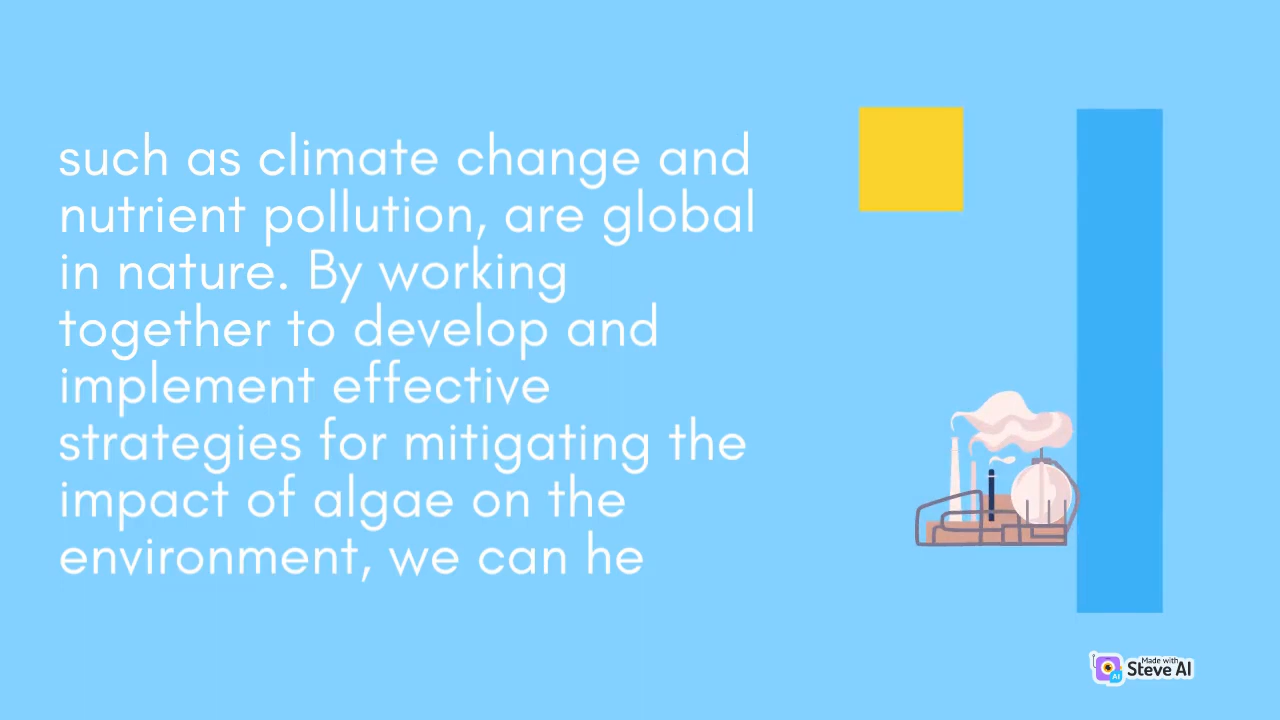 such as climate change and
nutrient pollution, are global
in nature. By working
together to develop and
implement effective
strategies for mitigating the
impact of algae on the
environment, we can he
Made with
Steve AI
AI